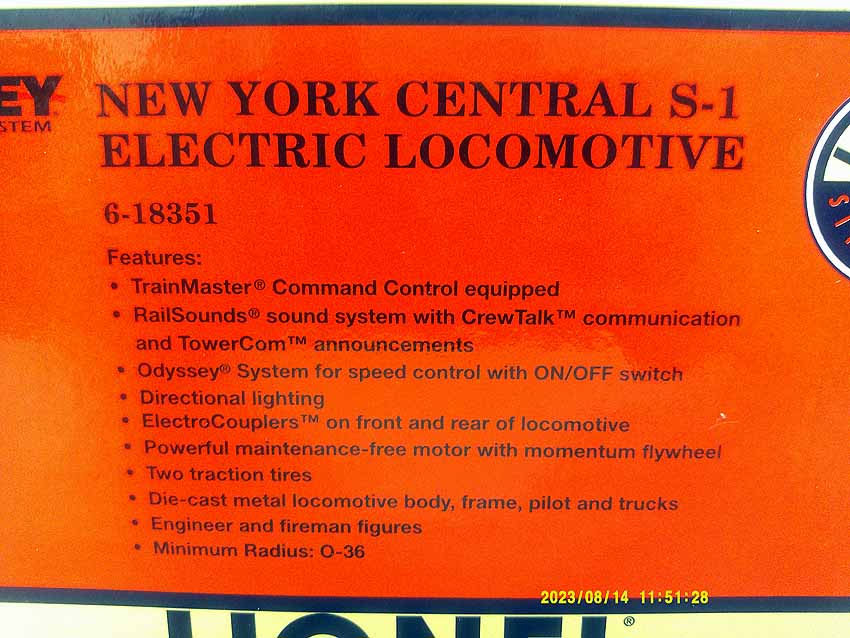 NEW YORK CENTRAL S-1
ELECTRIC LOCOMOTIVE
EY
STEM
6-18351
Features:
• TrainMaster® Command Control equipped
• RailSounds® sound system with CrewTalk™ communication
and TowerCom™ announcements
• Odyssey® System for speed control with ON/OFF switch
• Directional lighting
• ElectroCouplers™ on front and rear of locomotive
• Powerful maintenance-free motor with momentum flywheel
• Two traction tires
• Die-cast metal locomotive body, frame, pilot and trucks
• Engineer and fireman figures
• Minimum Radius: O-36
2023/08/14 11:51:28
LIONEL®